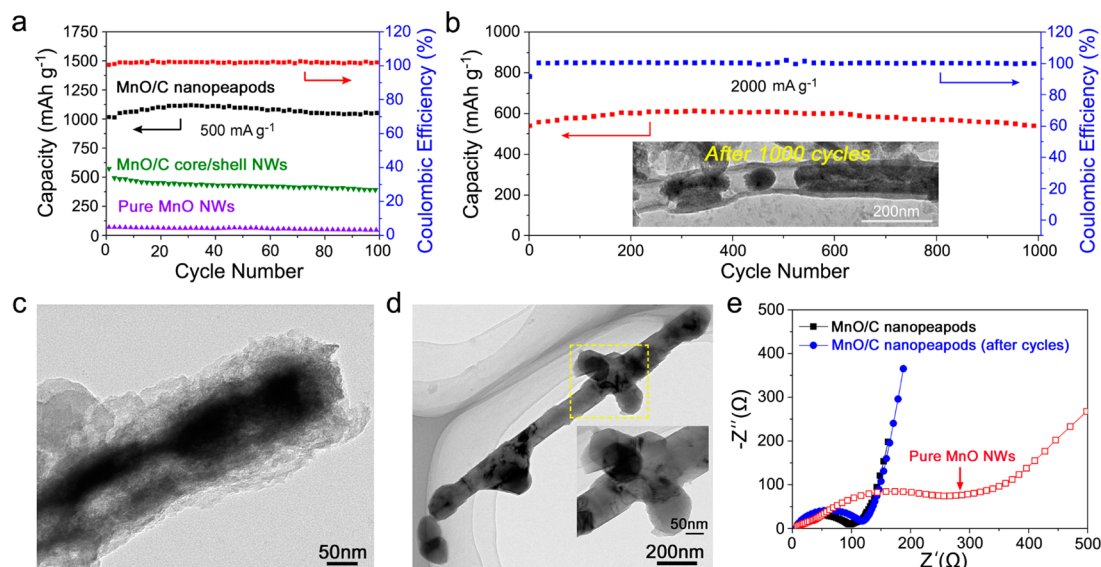 a
Capacity (mAh g⁻¹)
1750
1500
1250
1000
750
500
250
0
MnO/C nanopeapods
500 mA g⁻¹
MnO/C core/shell NWs
Pure MnO NWs
0 20 40 60 80 100
Cycle Number
120
100
80
60
40
20
0
Coulombic Efficiency (%)
b
Capacity (mAh g⁻¹)
1000
800
600
400
200
0
2000 mA g⁻¹
After 1000 cycles
200nm
0 200 400 600 800 1000
Cycle Number
120
100
80
60
40
20
0
Coulombic Efficiency (%)
c
50nm
d
50nm
200nm
e
-Z″(Ω)
500
400
300
200
100
0
MnO/C nanopeapods
MnO/C nanopeapods (after cycles)
Pure MnO NWs
0 100 200 300 400 500
Z′(Ω)